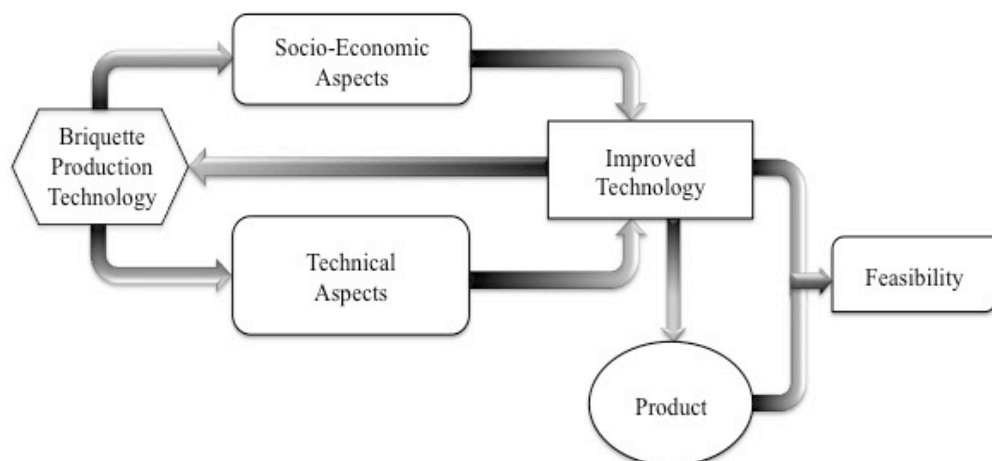 Socio-Economic
Aspects
Briquette
Production
Technology
Improved
Technology
Technical
Aspects
Feasibility
Product